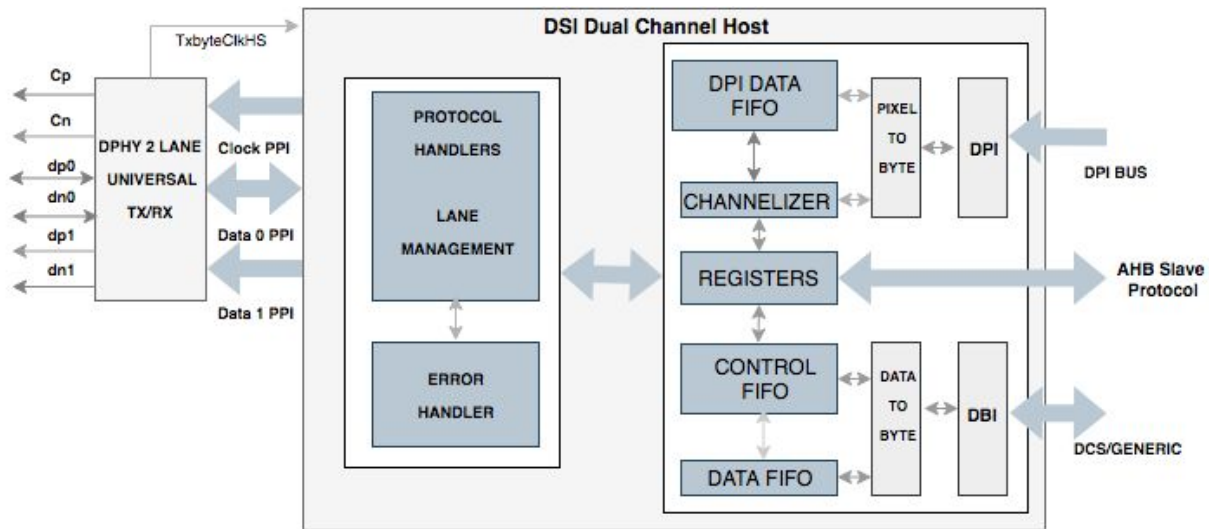 DSI Dual Channel Host
TxbyteClkHS
Cp
Cn
dp0
dn0
dp1
dn1
DPHY 2 LANE
UNIVERSAL
TX/RX
Clock PPI
Data 0 PPI
Data 1 PPI
PROTOCOL
HANDLERS
LANE
MANAGEMENT
ERROR
HANDLER
DPI DATA
FIFO
CHANNELIZER
REGISTERS
CONTROL
FIFO
DATA FIFO
PIXEL
TO
BYTE
DPI
DPI BUS
AHB Slave
Protocol
DATA
TO
BYTE
DBI
DCS/GENERIC